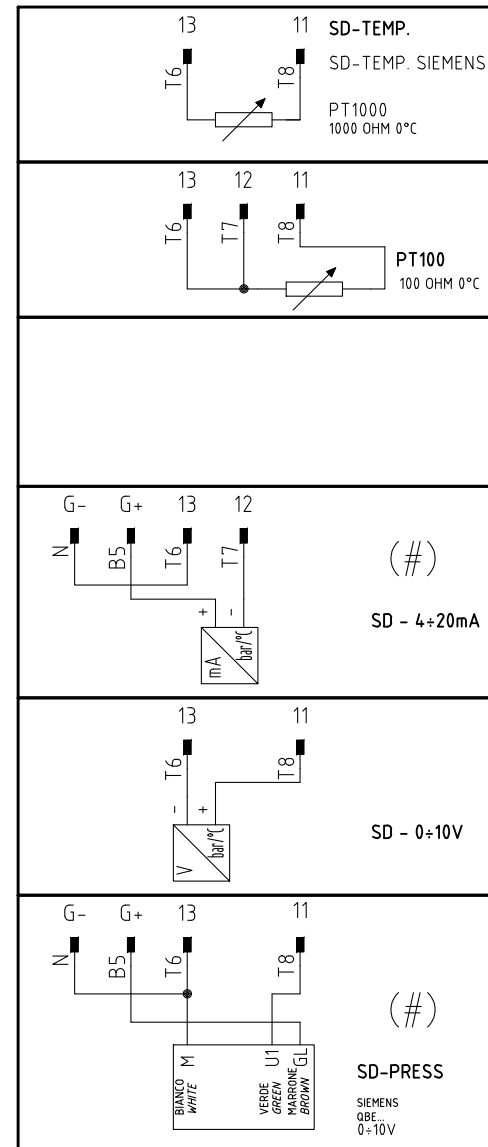 13 11 SD-TEMP.
T6 T8 SD-TEMP. SIEMENS
PT1000
1000 OHM 0°C
13 12 11
T6 T7 T8
PT100
100 OHM 0°C
G- G+ 13 12
N B5 T6 T7
(#)
+ -
SD - 4÷20mA
mA bar/°C
13 11
T6 T8
- +
SD - 0÷10V
V bar/°C
G- G+ 13 11
N B5 T6 T8
(#)
M U1 GL
BIANCO
WHITE
VERDE
GREEN
MARRONE
BROWN
SD-PRESS
SIEMENS
QBE...
0÷10V